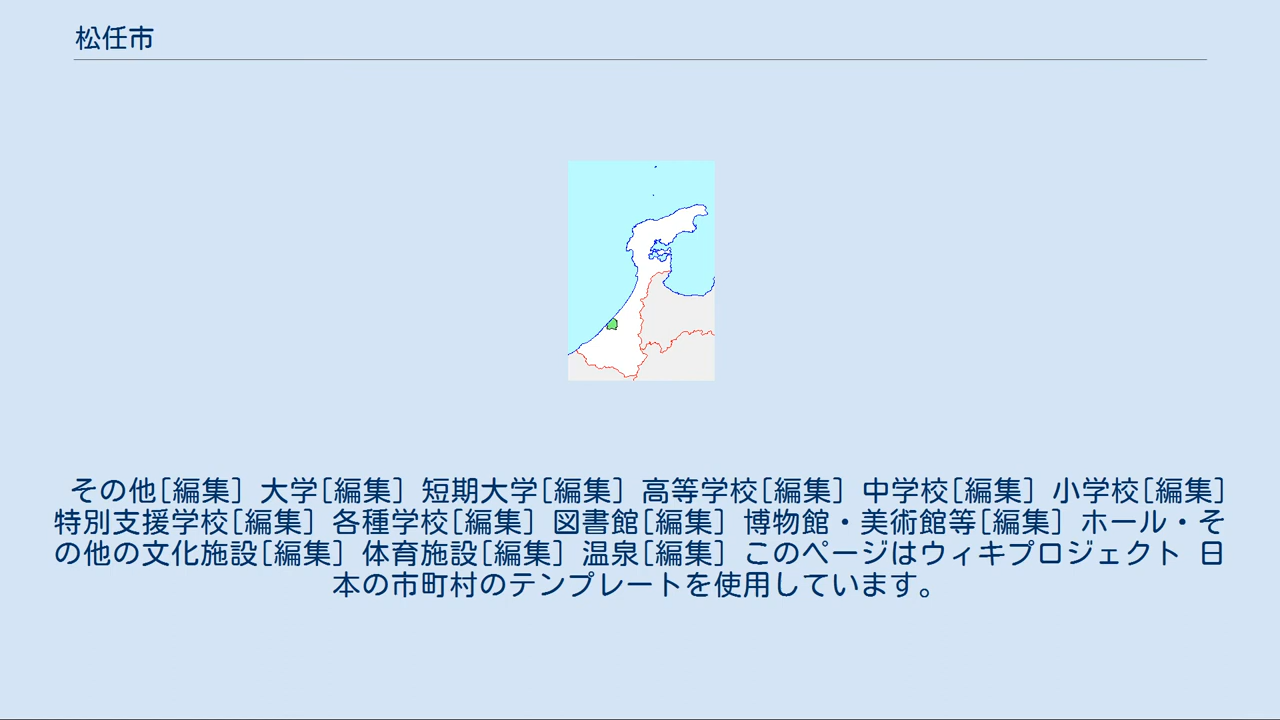 松任市
その他[編集] 大学[編集] 短期大学[編集] 高等学校[編集] 中学校[編集] 小学校[編集]
特別支援学校[編集] 各種学校[編集] 図書館[編集] 博物館・美術館等[編集] ホール・そ
の他の文化施設[編集] 体育施設[編集] 温泉[編集] このページはウィキプロジェクト 日
本の市町村のテンプレートを使用しています。